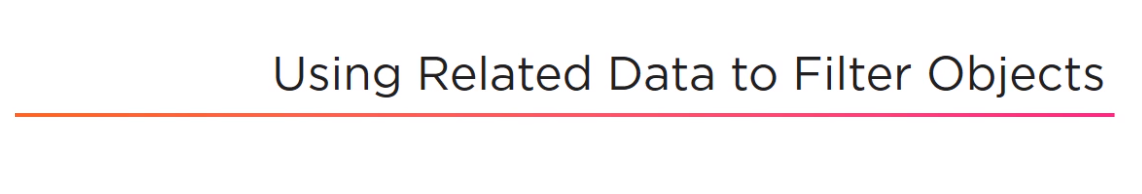 Using Related Data to Filter Objects